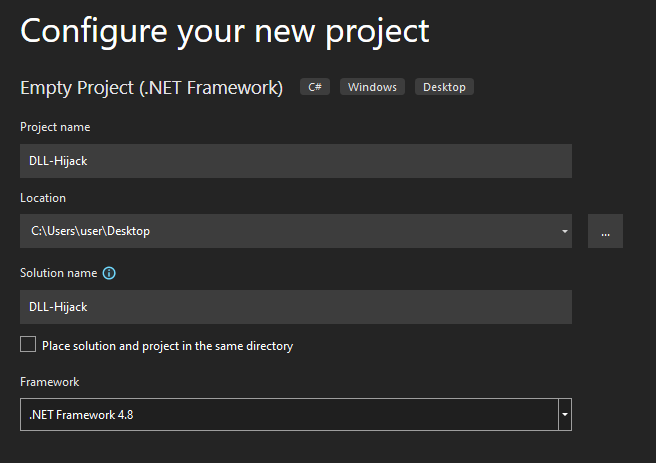 Configure your new project
Empty Project (.NET Framework) C# Windows Desktop
Project name
DLL-Hijack
Location
C:\Users\user\Desktop
...
Solution name
DLL-Hijack
Place solution and project in the same directory
Framework
.NET Framework 4.8